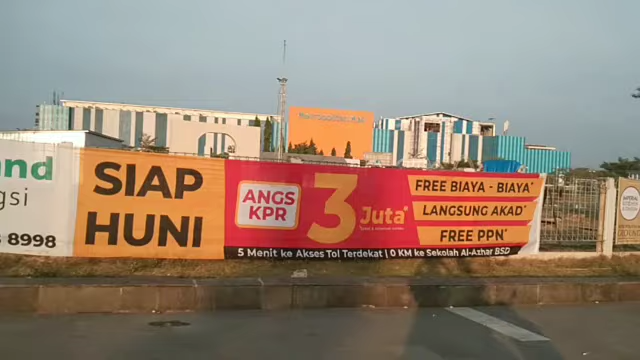 and
gsi
8998
SIAP
HUNI
ANGS
KPR
3
Juta*
FREE BIAYA - BIAYA*
LANGSUNG AKAD*
FREE PPN*
5 Menit ke Akses Tol Terdekat | 0 KM ke Sekolah Al-Azhar BSD